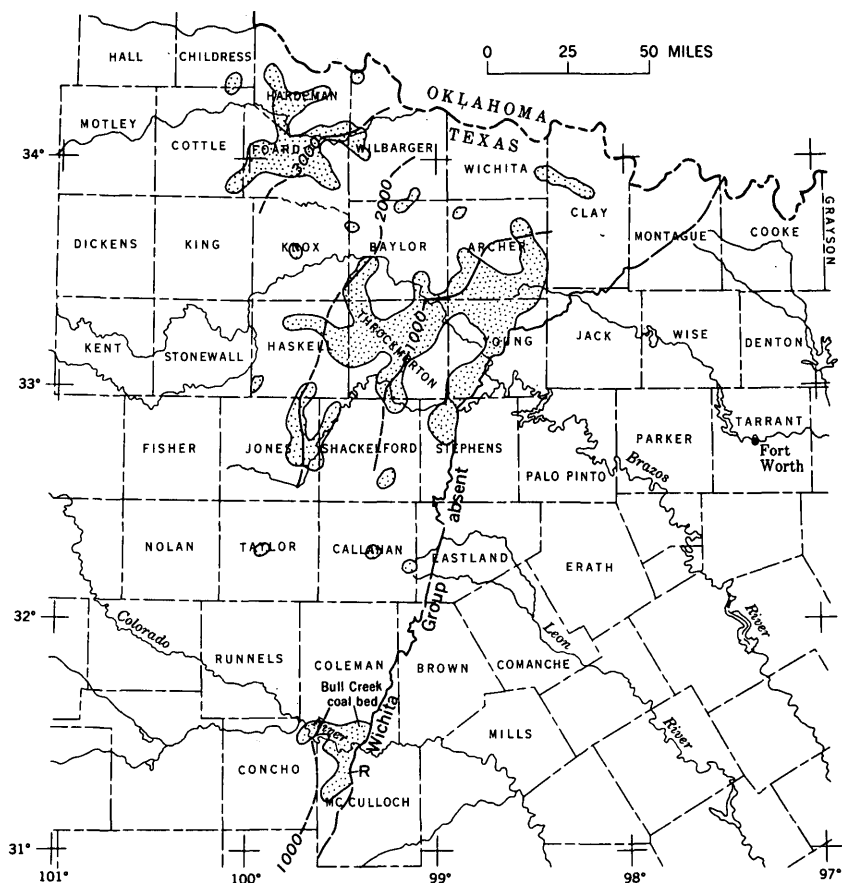 0 25 50 MILES
HALL CHILDRESS
HARDEMAN
OKLAHOMA
TEXAS
MOTLEY
COTTLE FOARD WILBARGER
34°
3000
WICHITA
2000
CLAY
DICKENS KING KNOX BAYLOR ARCHER MONTAGUE COOKE GRAYSON
THROCKMORTON
1000
KENT STONEWALL HASKELL YOUNG JACK WISE DENTON
33°
FISHER JONES SHACKELFORD STEPHENS PALO PINTO PARKER TARRANT
Fort
Worth
Brazos
River
absent
NOLAN TAYLOR CALLAHAN EASTLAND ERATH
32°
Group
Colorado
River
Leon
River
RUNNELS COLEMAN BROWN COMANCHE
Bull Creek
coal bed
Wichita
MILLS
CONCHO
R
MC CULLOCH
1000
31°
101° 100° 99° 98° 97°